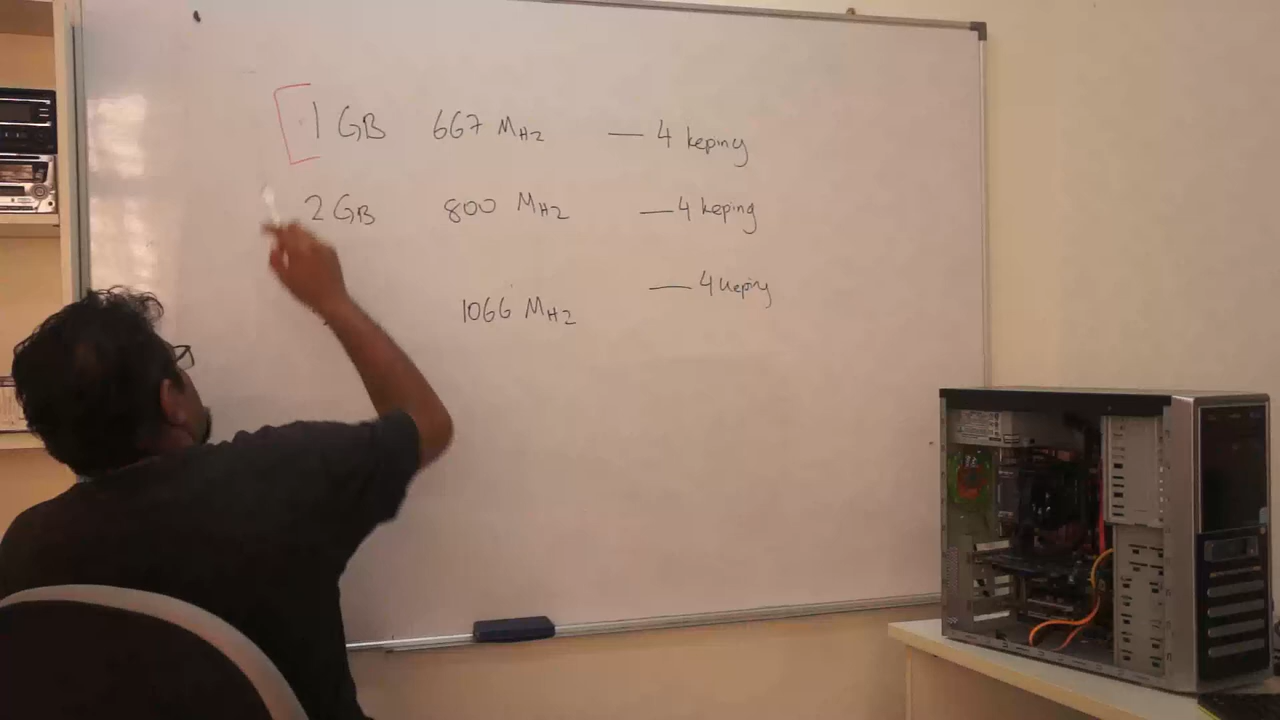 1 GB 667 MHz — 4 keping
2 GB 800 MHz — 4 keping
1066 MHz — 4 keping